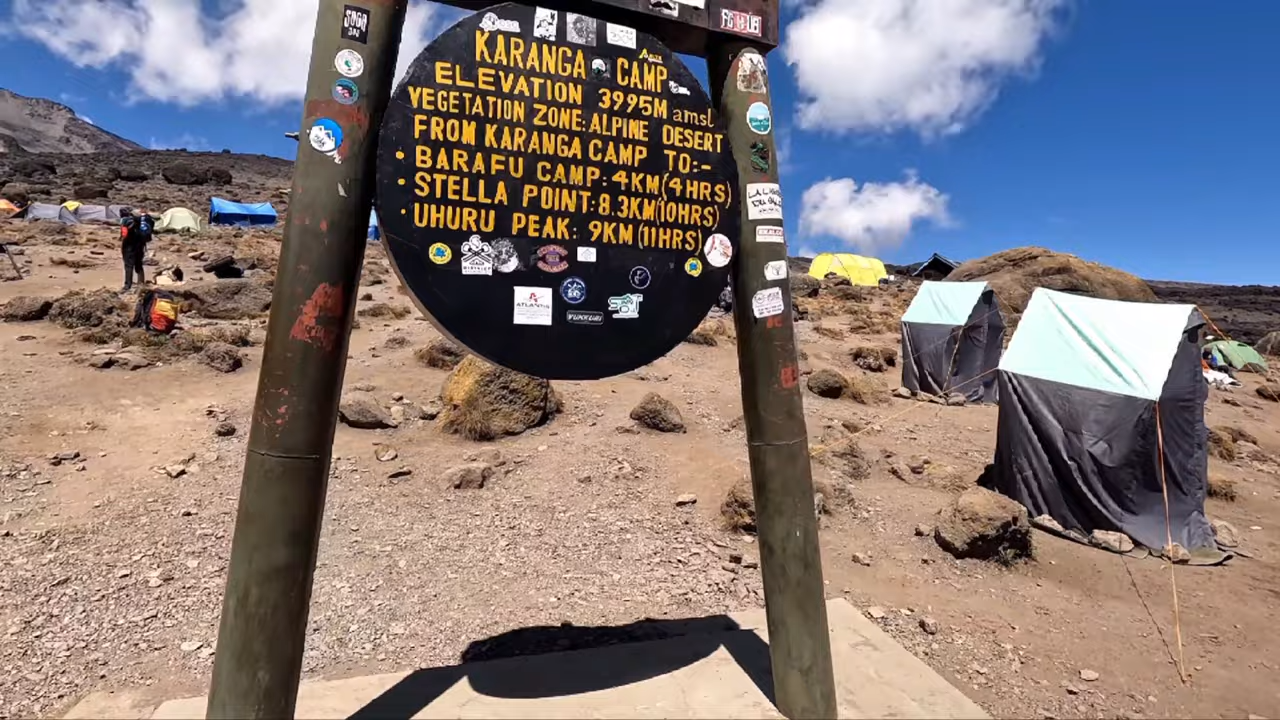 KARANGA CAMP
ELEVATION 3995M amsl
VEGETATION ZONE: ALPINE DESERT
FROM KARANGA CAMP TO:-
• BARAFU CAMP: 4KM (4HRS)
• STELLA POINT: 8.3KM (10HRS)
• UHURU PEAK: 9KM (11HRS)
ATLANTIS